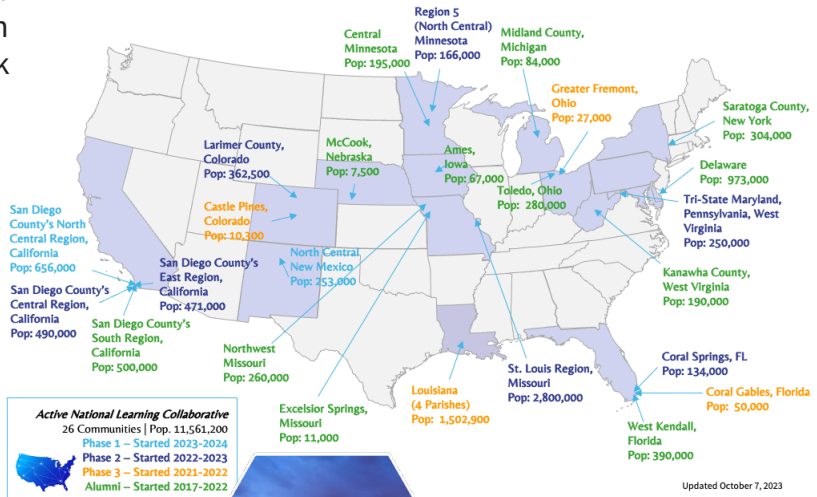 n
k
Region 5
(North Central)
Minnesota
Pop: 166,000
Central
Minnesota
Pop: 195,000
Midland County,
Michigan
Pop: 84,000
Greater Fremont,
Ohio
Pop: 27,000
Saratoga County,
New York
Pop: 304,000
Larimer County,
Colorado
Pop: 362,500
McCook,
Nebraska
Pop: 7,500
Ames,
Iowa
Pop: 67,000
Toledo, Ohio
Pop: 280,000
Delaware
Pop: 973,000
Tri-State Maryland,
Pennsylvania, West
Virginia
Pop: 250,000
Castle Pines,
Colorado
Pop: 10,300
San Diego
County's North
Central Region,
California
Pop: 656,000
San Diego County's
East Region,
California
Pop: 471,000
North Central
New Mexico
Pop: 253,000
Kanawha County,
West Virginia
Pop: 190,000
San Diego County's
Central Region,
California
Pop: 490,000
San Diego County's
South Region,
California
Pop: 500,000
Northwest
Missouri
Pop: 260,000
Excelsior Springs,
Missouri
Pop: 11,000
Louisiana
(4 Parishes)
Pop: 1,502,900
St. Louis Region,
Missouri
Pop: 2,800,000
Coral Springs, FL
Pop: 134,000
Coral Gables, Florida
Pop: 50,000
West Kendall,
Florida
Pop: 390,000
Active National Learning Collaborative
26 Communities | Pop. 11,561,200
Phase 1 – Started 2023-2024
Phase 2 – Started 2022-2023
Phase 3 – Started 2021-2022
Alumni – Started 2017-2022
Updated October 7, 2023